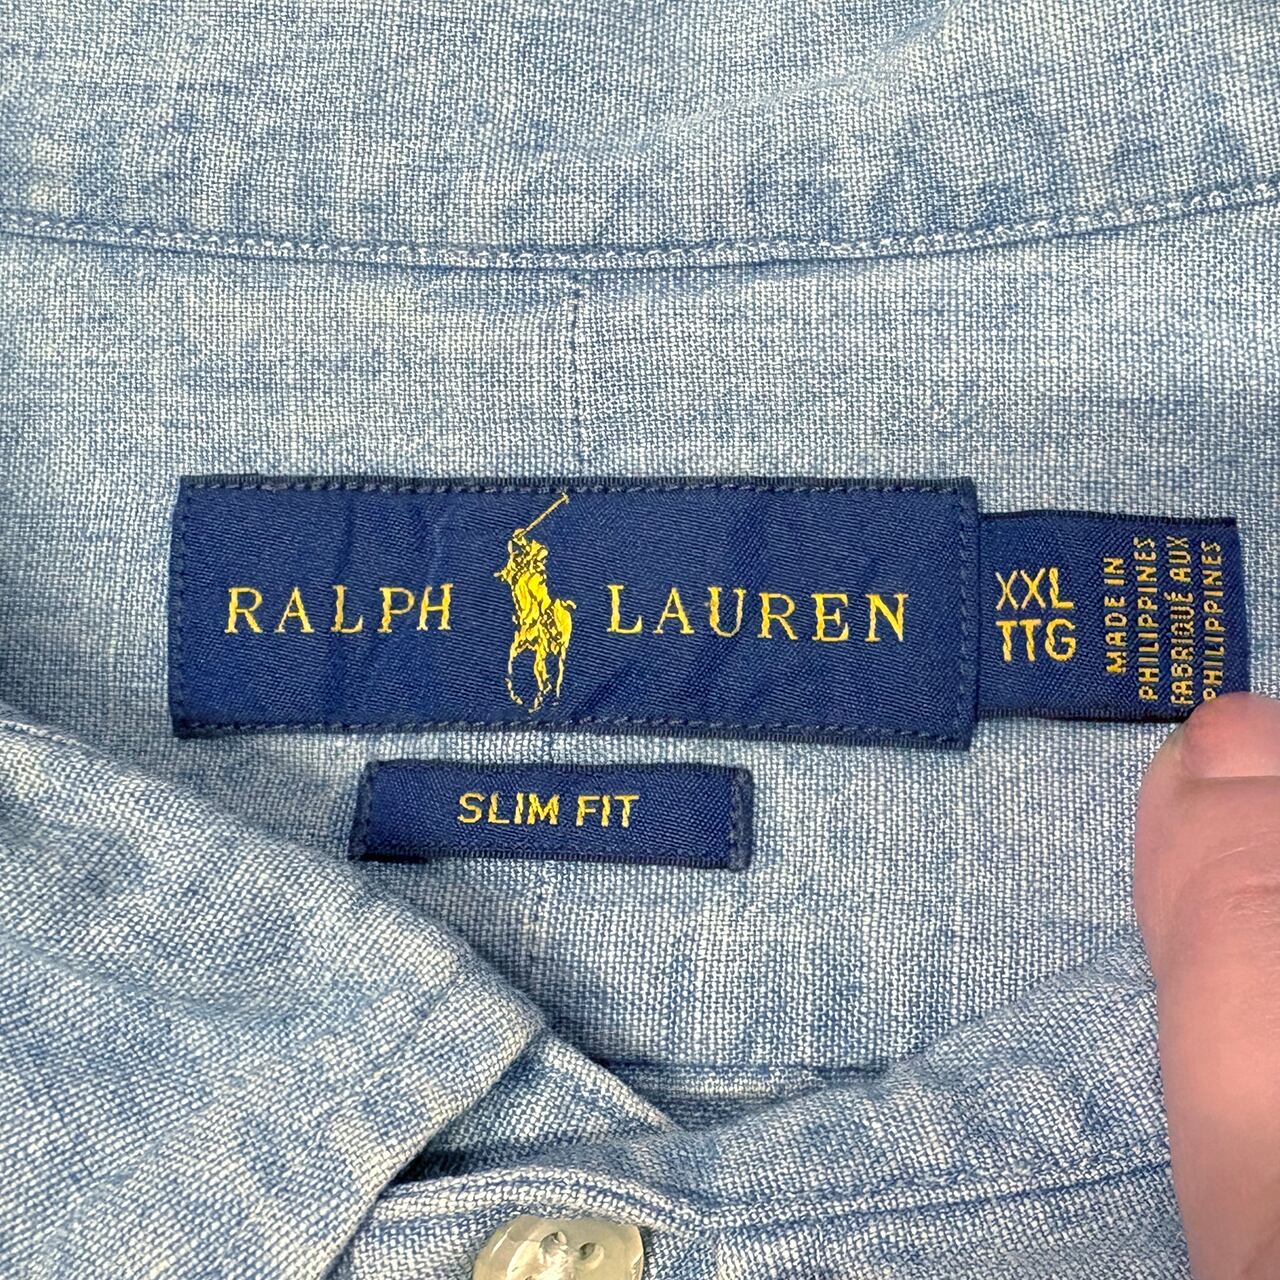 RALPH LAUREN
XXL
TTG
MADE IN
PHILIPPINES
FABRIQUÉ AUX
PHILIPPINES
SLIM FIT